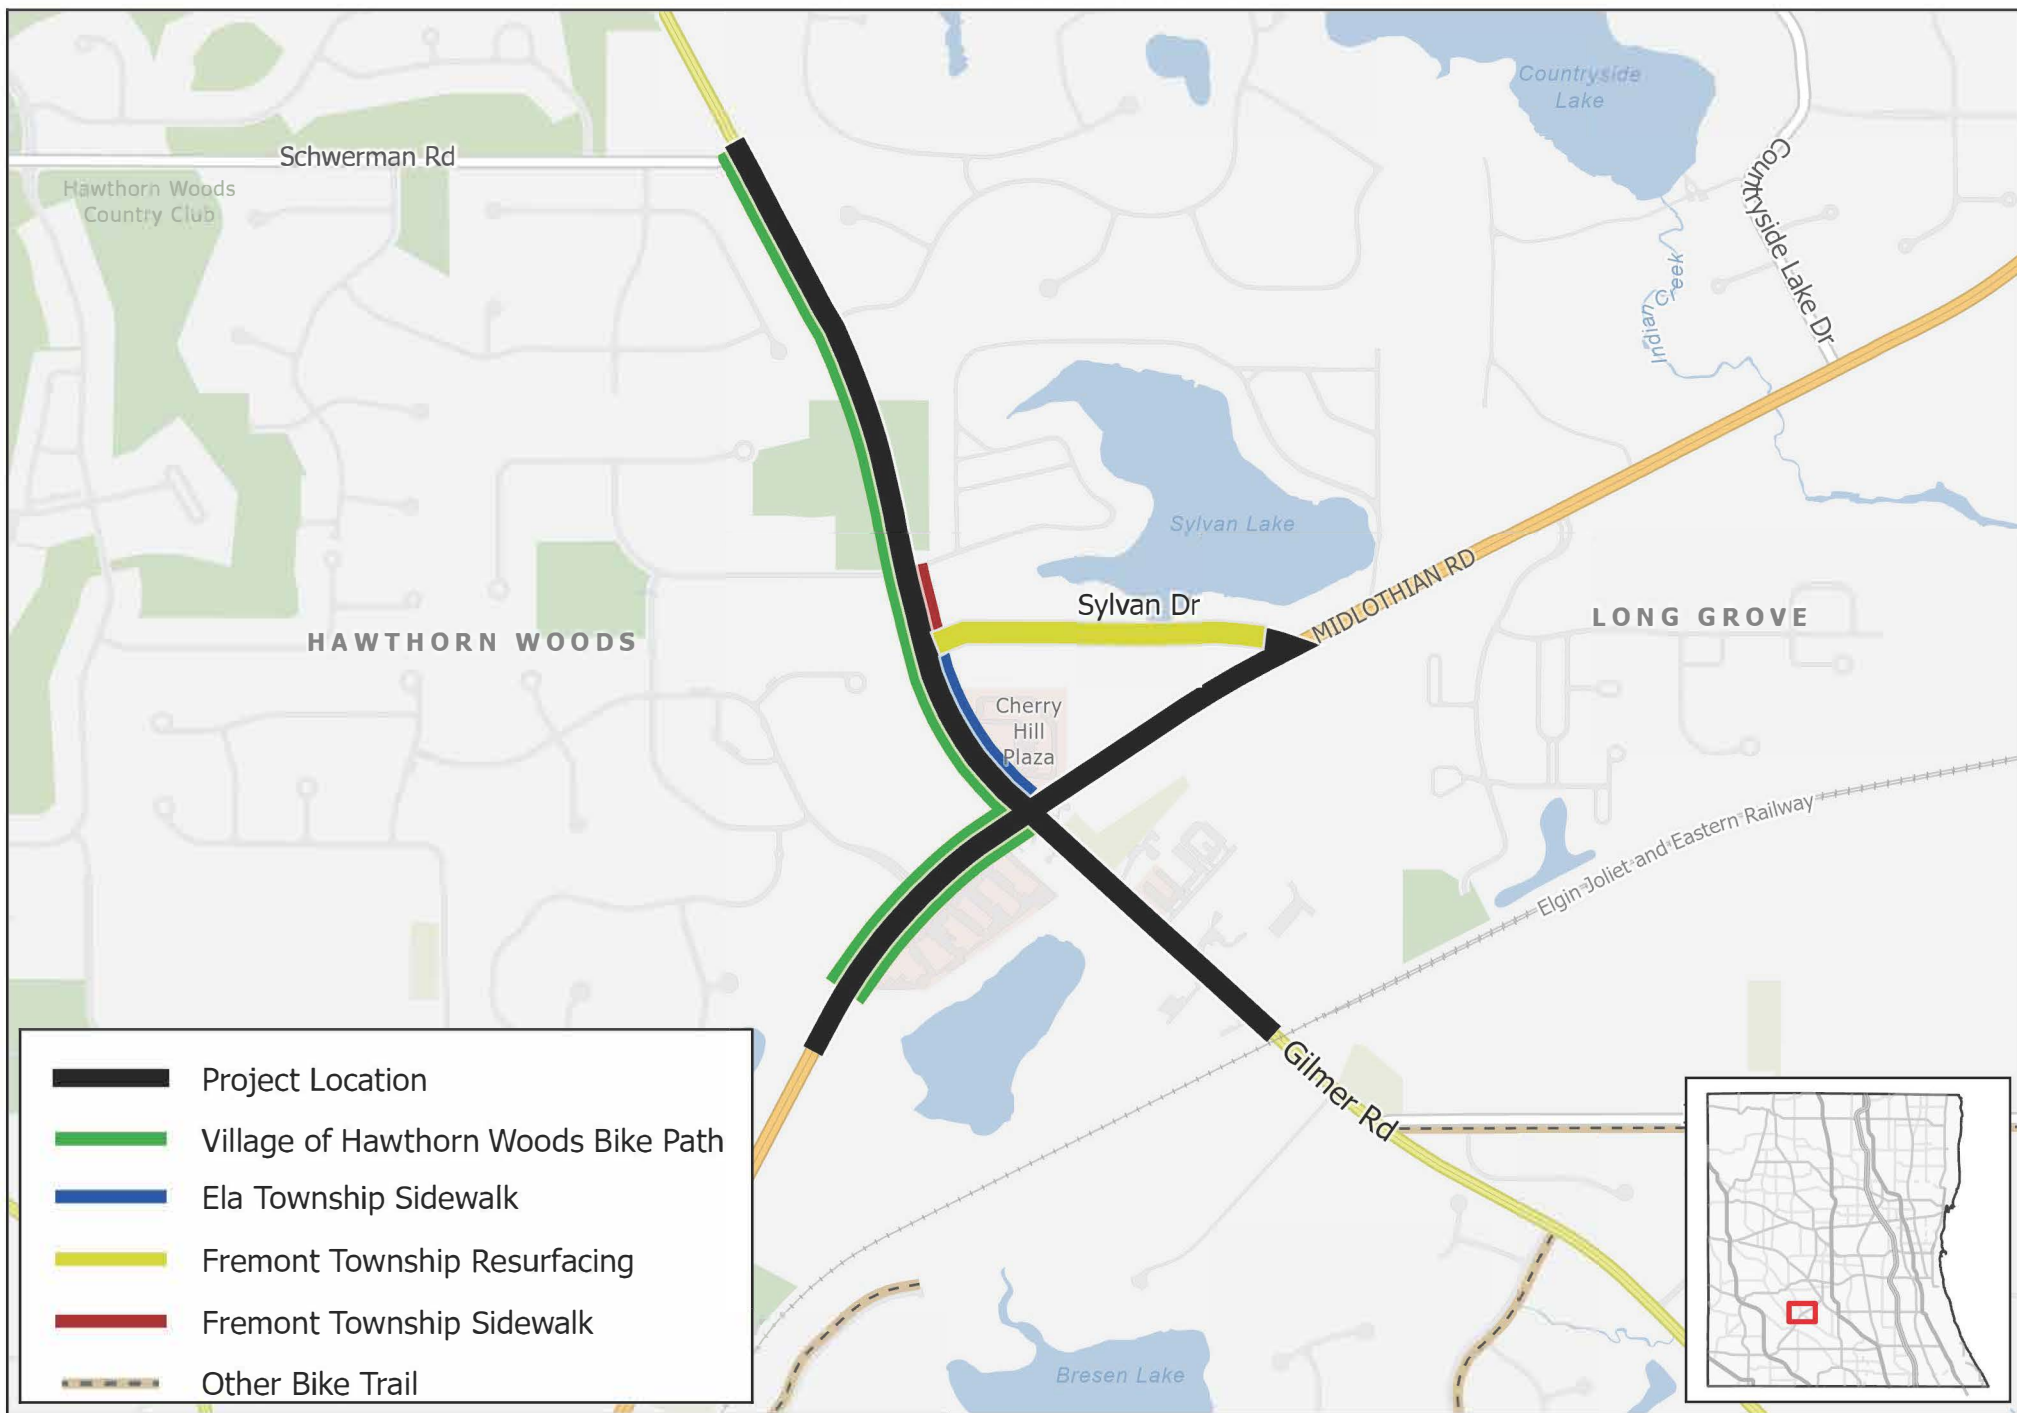 Countryside
Lake
Schwerman Rd
Hawthorn Woods
Country Club
Countryside Lake Dr
Indian Creek
Sylvan Lake
MIDLOTHIAN RD
Sylvan Dr
LONG GROVE
HAWTHORN WOODS
Cherry
Hill
Plaza
Elgin Joliet and Eastern Railway
Gilmer Rd
Bresen Lake
Project Location
Village of Hawthorn Woods Bike Path
Ela Township Sidewalk
Fremont Township Resurfacing
Fremont Township Sidewalk
Other Bike Trail